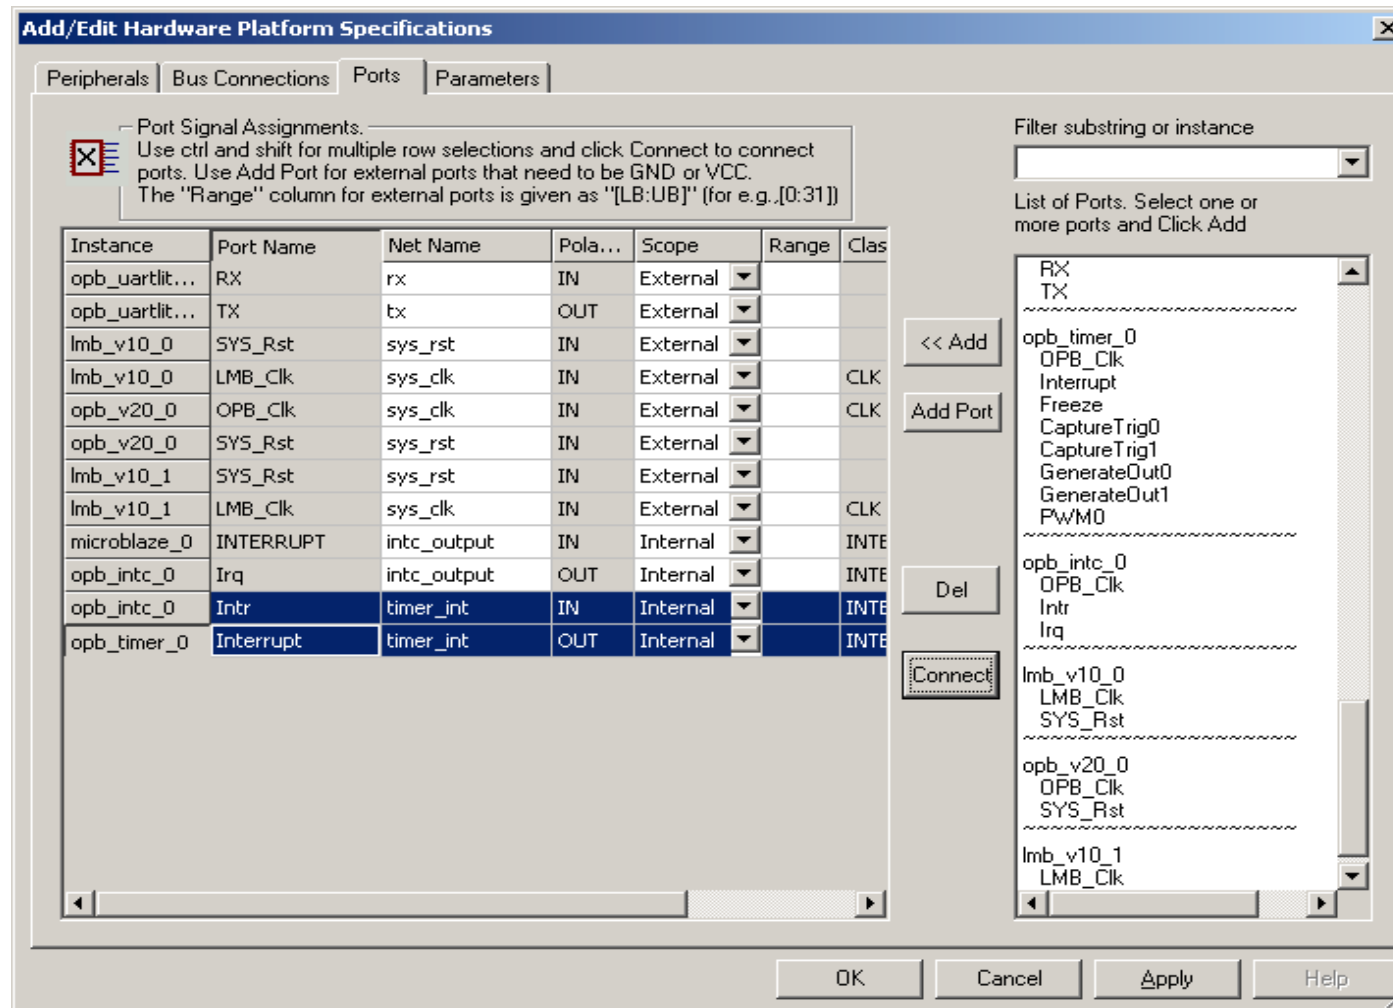 Add/Edit Hardware Platform Specifications
Peripherals Bus Connections Ports Parameters
Port Signal Assignments.
Use ctrl and shift for multiple row selections and click Connect to connect
ports. Use Add Port for external ports that need to be GND or VCC.
The "Range" column for external ports is given as "[LB:UB]" (for e.g.,[0:31])
Instance Port Name Net Name Pola... Scope Range Clas
opb_uartlit... RX rx IN External
opb_uartlit... TX tx OUT External
lmb_v10_0 SYS_Rst sys_rst IN External
lmb_v10_0 LMB_Clk sys_clk IN External CLK
opb_v20_0 OPB_Clk sys_clk IN External CLK
opb_v20_0 SYS_Rst sys_rst IN External
lmb_v10_1 SYS_Rst sys_rst IN External
lmb_v10_1 LMB_Clk sys_clk IN External CLK
microblaze_0 INTERRUPT intc_output IN Internal INTE
opb_intc_0 Irq intc_output OUT Internal INTE
opb_intc_0 Intr timer_int IN Internal INTE
opb_timer_0 Interrupt timer_int OUT Internal INTE
<< Add
Add Port
Del
Connect
Filter substring or instance
List of Ports. Select one or
more ports and Click Add
RX
TX
~~~~~~~~~~~~~~~~~~~~~~
opb_timer_0
OPB_Clk
Interrupt
Freeze
CaptureTrig0
CaptureTrig1
GenerateOut0
GenerateOut1
PWM0
~~~~~~~~~~~~~~~~~~~~~~
opb_intc_0
OPB_Clk
Intr
Irq
~~~~~~~~~~~~~~~~~~~~~~
lmb_v10_0
LMB_Clk
SYS_Rst
~~~~~~~~~~~~~~~~~~~~~~
opb_v20_0
OPB_Clk
SYS_Rst
~~~~~~~~~~~~~~~~~~~~~~
lmb_v10_1
LMB_Clk
OK Cancel Apply Help